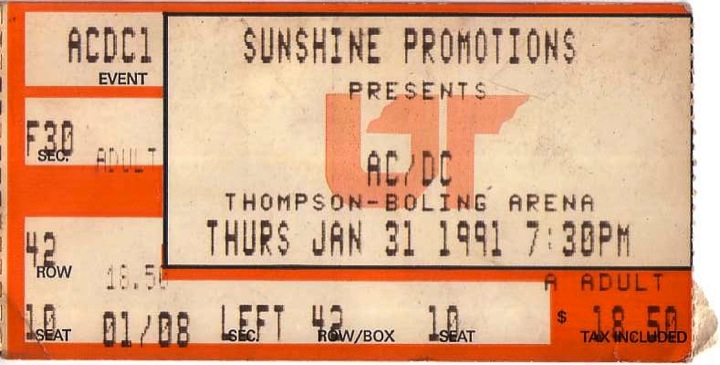 ACDC1
EVENT
F30
SEC.
ADULT
42
ROW
18.50
10
SEAT
01/08
SUNSHINE PROMOTIONS
PRESENTS
UT
AC/DC
THOMPSON-BOLING ARENA
THURS JAN 31 1991 7:30PM
A ADULT
LEFT 42 10 $ 18.50
SEC. ROW/BOX SEAT TAX INCLUDED